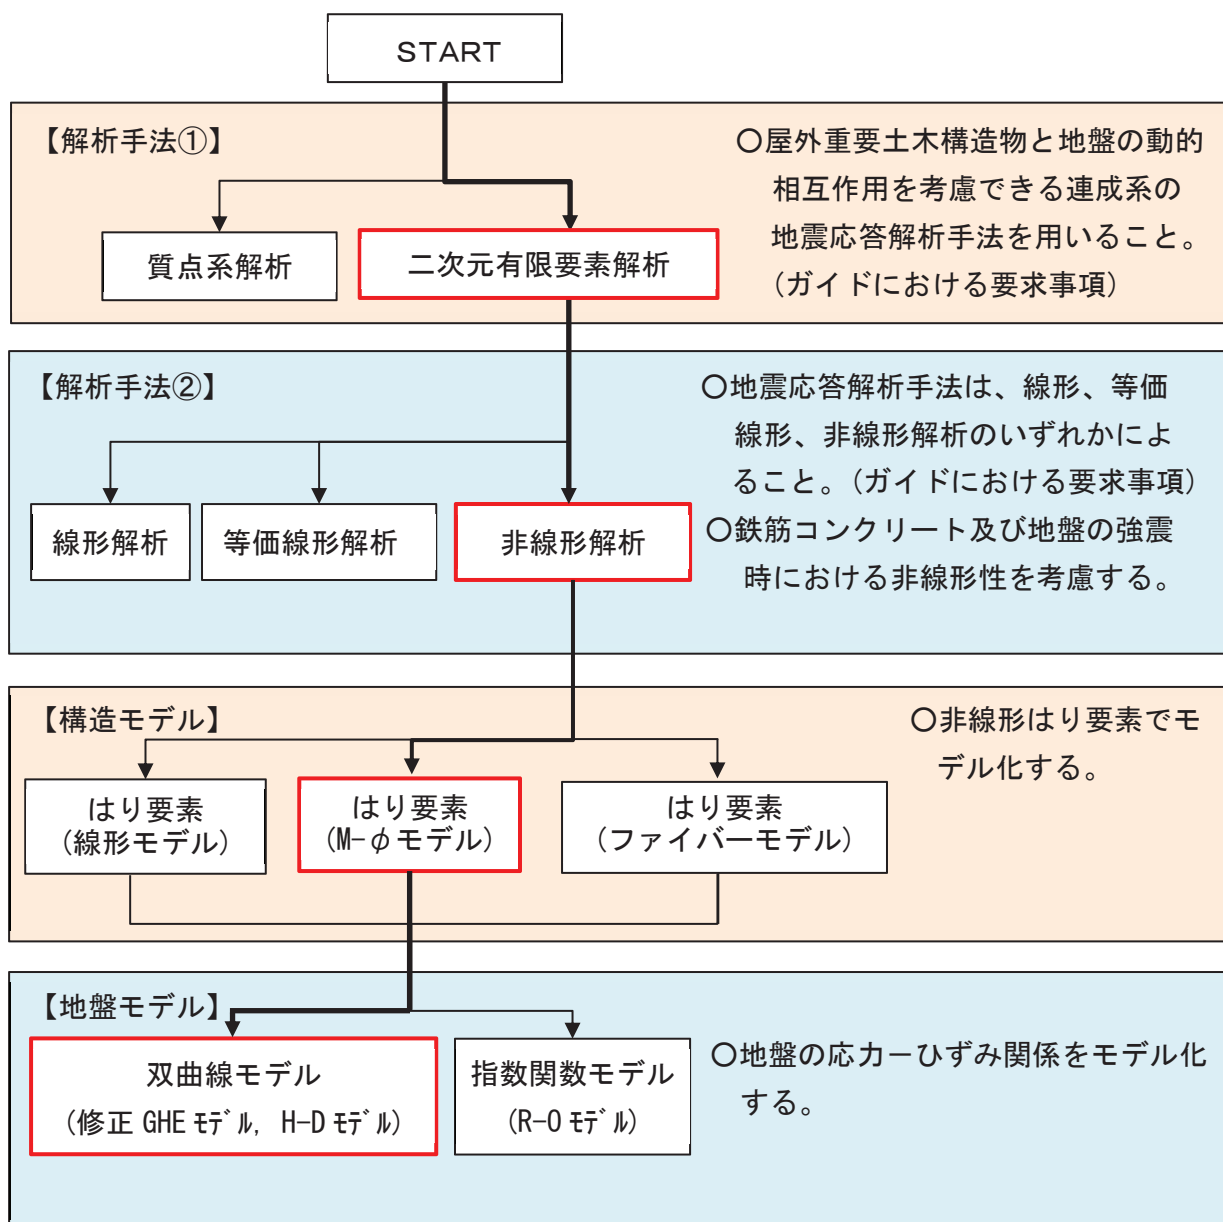 START
【解析手法①】
○屋外重要土木構造物と地盤の動的
相互作用を考慮できる連成系の
地震応答解析手法を用いること。
(ガイドにおける要求事項)
質点系解析
二次元有限要素解析
【解析手法②】
○地震応答解析手法は、線形、等価
線形、非線形解析のいずれかによ
ること。(ガイドにおける要求事項)
○鉄筋コンクリート及び地盤の強震
時における非線形性を考慮する。
線形解析
等価線形解析
非線形解析
【構造モデル】
○非線形はり要素でモ
デル化する。
はり要素
(線形モデル)
はり要素
(M-φモデル)
はり要素
(ファイバーモデル)
【地盤モデル】
双曲線モデル
(修正 GHE ﾓﾃﾞﾙ, H-D ﾓﾃﾞﾙ)
指数関数モデル
(R-O ﾓﾃﾞﾙ)
○地盤の応力－ひずみ関係をモデル化
する。